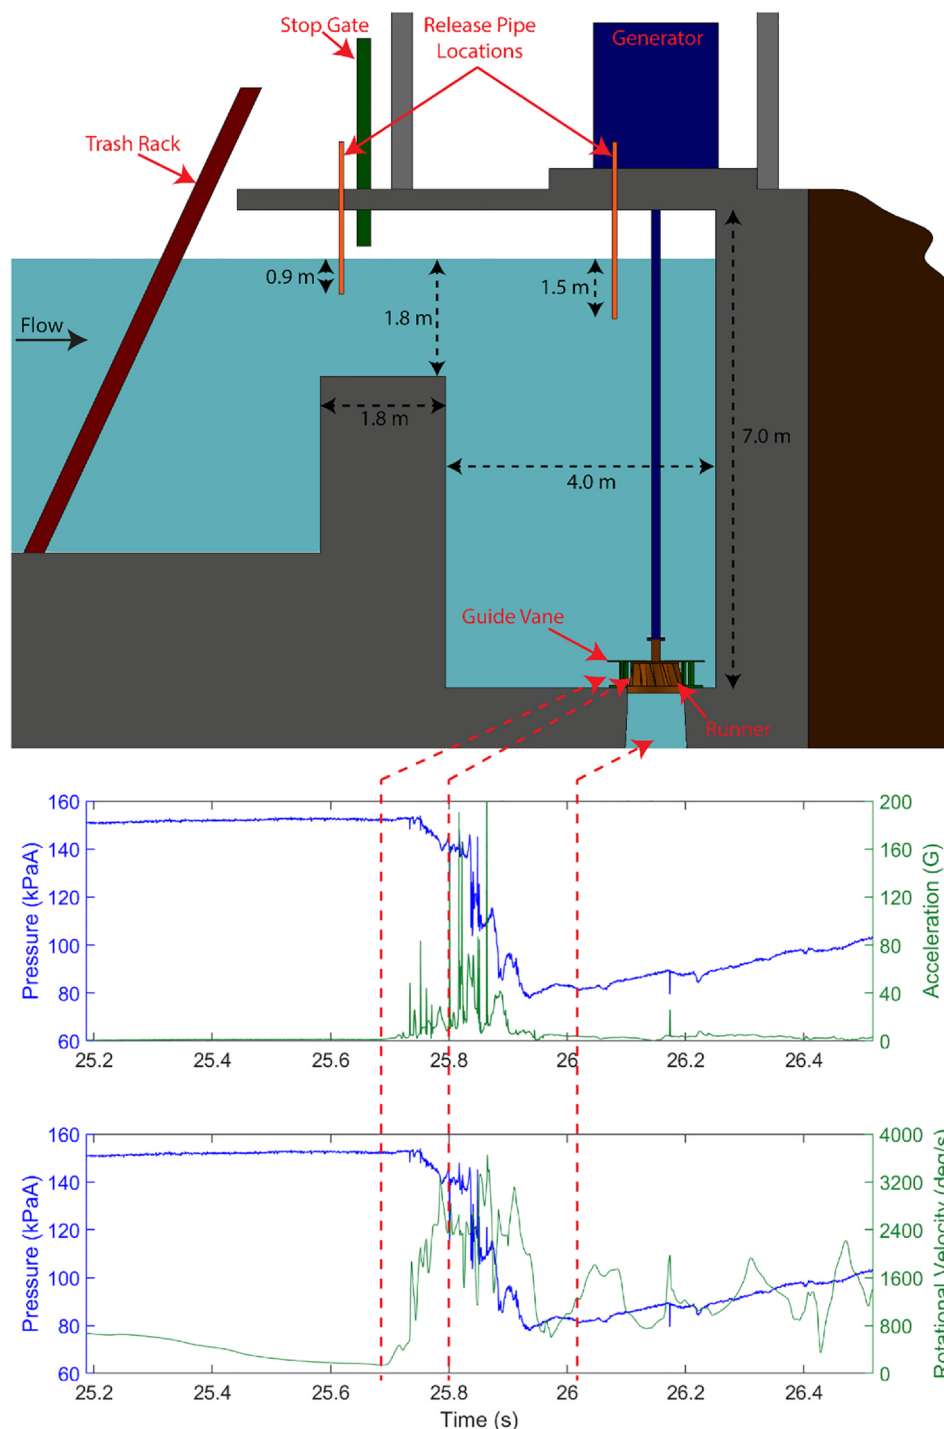 Stop Gate
Release Pipe
Locations
Generator
Trash Rack
0.9 m
1.5 m
1.8 m
Flow
1.8 m
7.0 m
4.0 m
Guide Vane
Runner
160
140
120
100
80
60
Pressure (kPaA)
200
160
120
80
40
0
Acceleration (G)
25.2 25.4 25.6 25.8 26 26.2 26.4
160
140
120
100
80
60
Pressure (kPaA)
4000
3200
2400
1600
800
0
Rotational Velocity (deg/s)
25.2 25.4 25.6 25.8 26 26.2 26.4
Time (s)